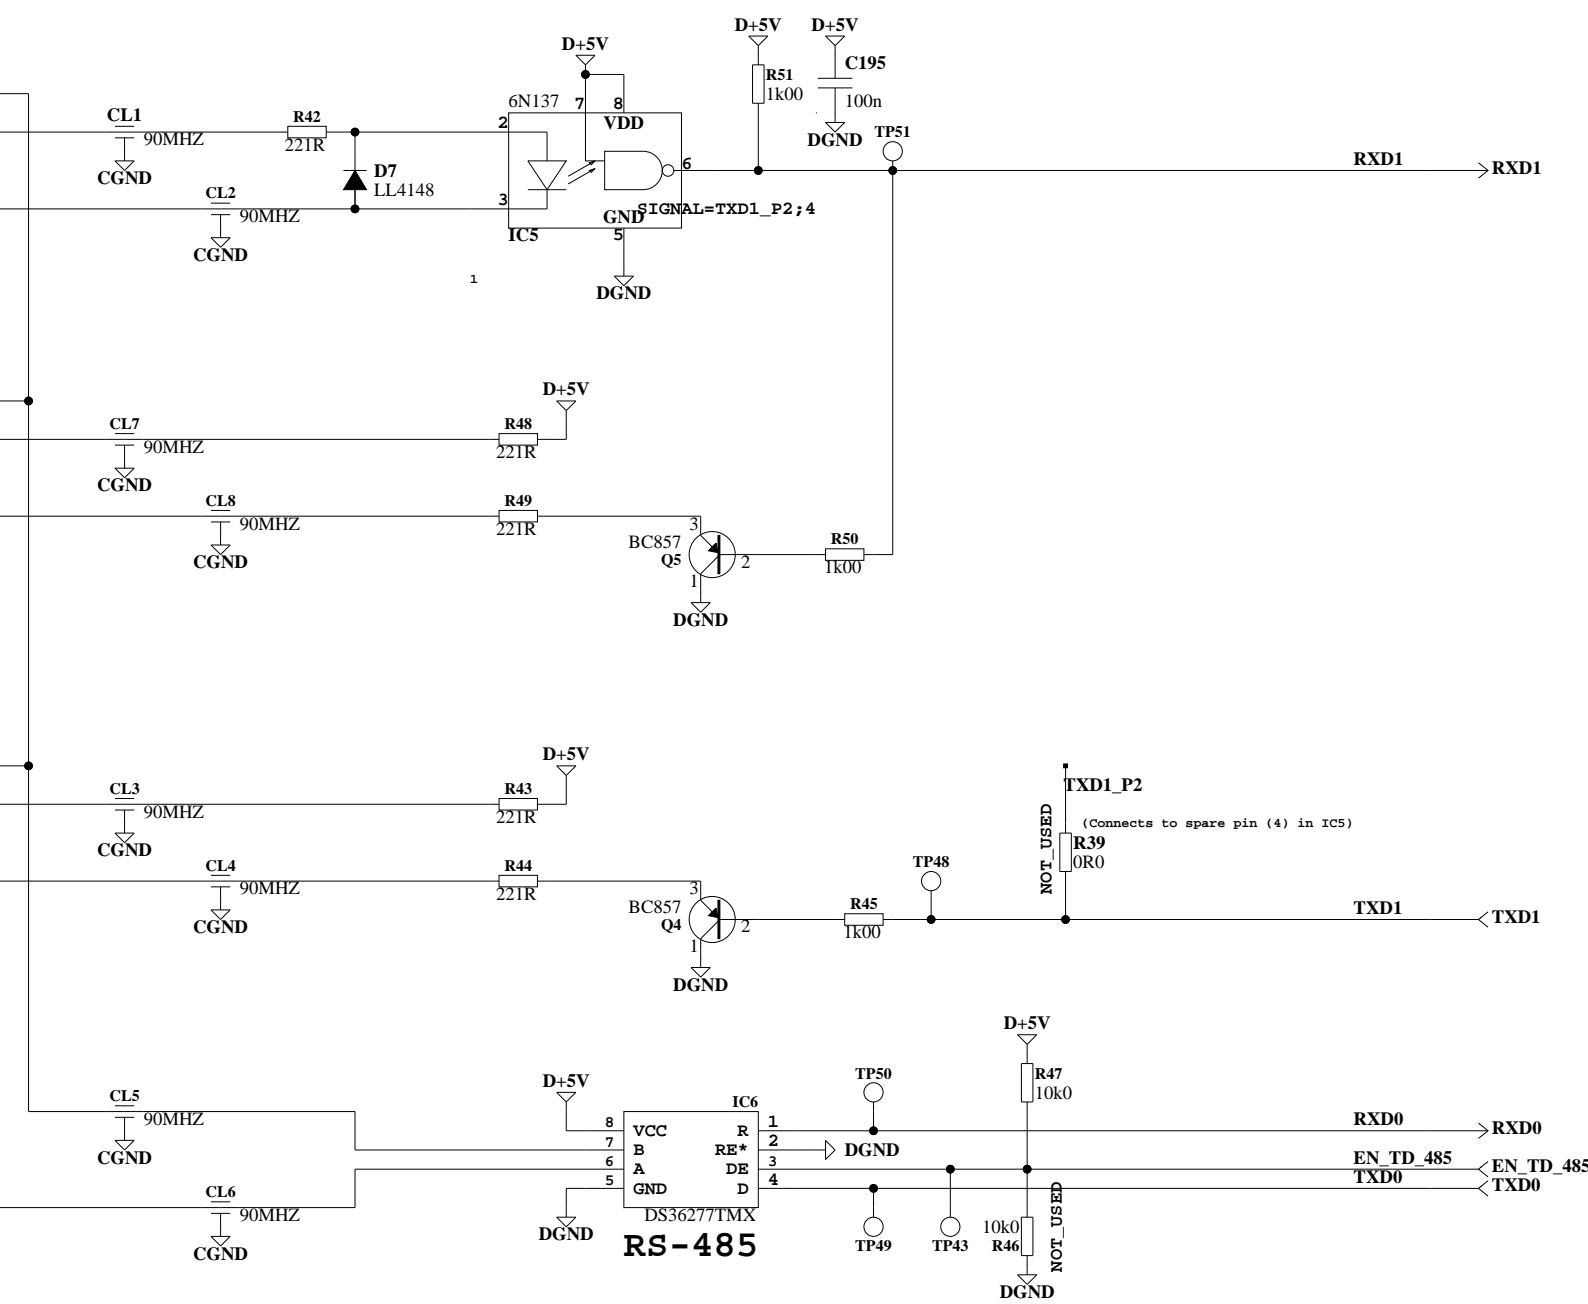 D+5V
D+5V
D+5V
C195
100n
DGND
R51
1k00
TP51
CL1
90MHZ
CGND
R42
221R
6N137
7
8
VDD
2
3
6
GND
5
IC5
SIGNAL=TXD1_P2;4
DGND
RXD1
RXD1
D7
LL4148
CL2
90MHZ
CGND
1
D+5V
CL7
90MHZ
CGND
R48
221R
CL8
90MHZ
CGND
R49
221R
3
BC857
Q5
2
1
DGND
R50
1k00
D+5V
CL3
90MHZ
CGND
R43
221R
TXD1_P2
(Connects to spare pin (4) in IC5)
NOT_USED
R39
0R0
CL4
90MHZ
CGND
R44
221R
3
BC857
Q4
2
1
DGND
R45
1k00
TP48
TXD1
TXD1
D+5V
R47
10k0
CL5
90MHZ
CGND
D+5V
TP50
IC6
8
VCC
R
1
7
B
RE*
2
DGND
6
A
DE
3
5
GND
D
4
DS36277TMX
RS-485
DGND
RXD0
RXD0
EN_TD_485
EN_TD_485
TXD0
TXD0
CL6
90MHZ
CGND
TP49
TP43
10k0
R46
NOT_USED
DGND